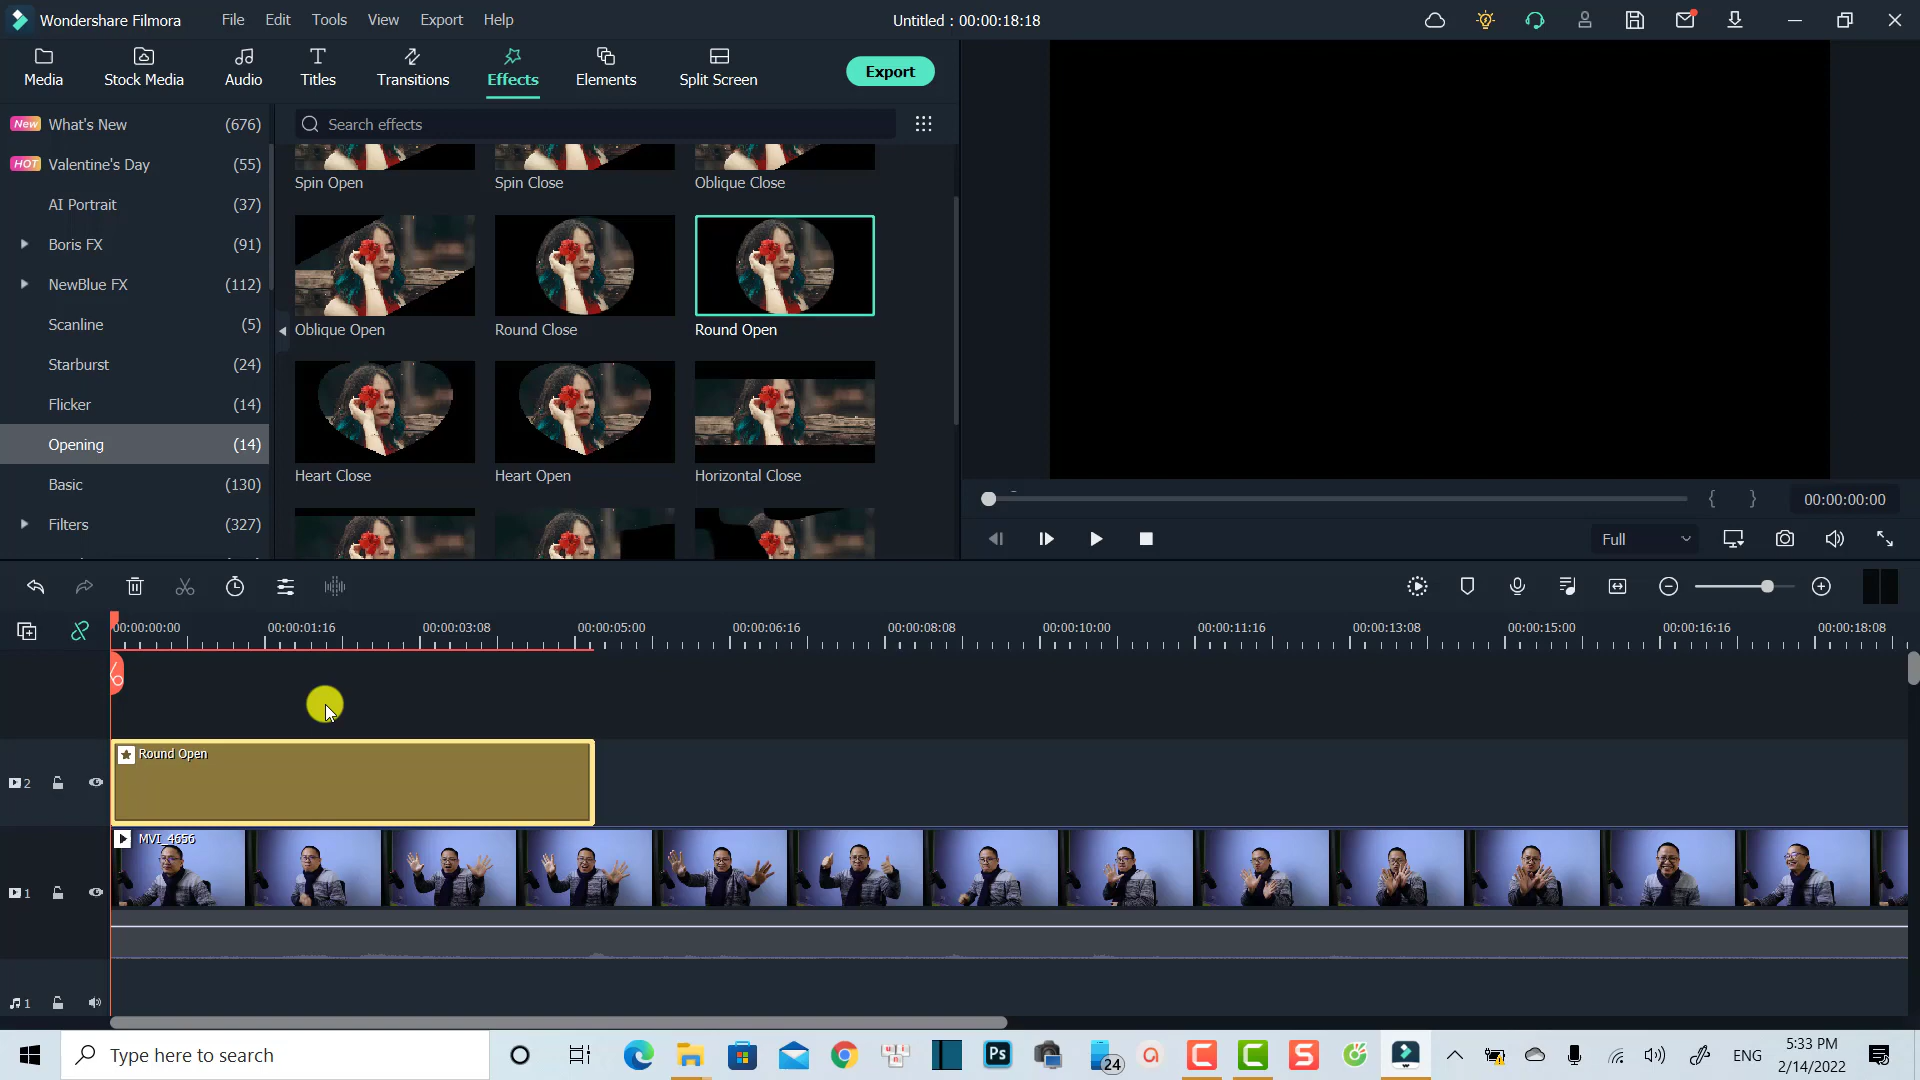 Wondershare Filmora
File Edit Tools View Export Help
Untitled : 00:00:18:18
Media Stock Media Audio Titles Transitions Effects Elements Split Screen
Export
New What's New (676)
HOT Valentine's Day (55)
AI Portrait (37)
Boris FX (91)
NewBlue FX (112)
Scanline (5)
Starburst (24)
Flicker (14)
Opening (14)
Basic (130)
Filters (327)
Search effects
Spin Open Spin Close Oblique Close
Oblique Open Round Close Round Open
Heart Close Heart Open Horizontal Close
{ } 00:00:00:00
Full
00:00:00:00 00:00:01:16 00:00:03:08 00:00:05:00 00:00:06:16 00:00:08:08 00:00:10:00 00:00:11:16 00:00:13:08 00:00:15:00 00:00:16:16 00:00:18:08
2 Round Open
1 MVI_4656
1
Type here to search
Ps
24
C C S
ENG
5:33 PM
2/14/2022